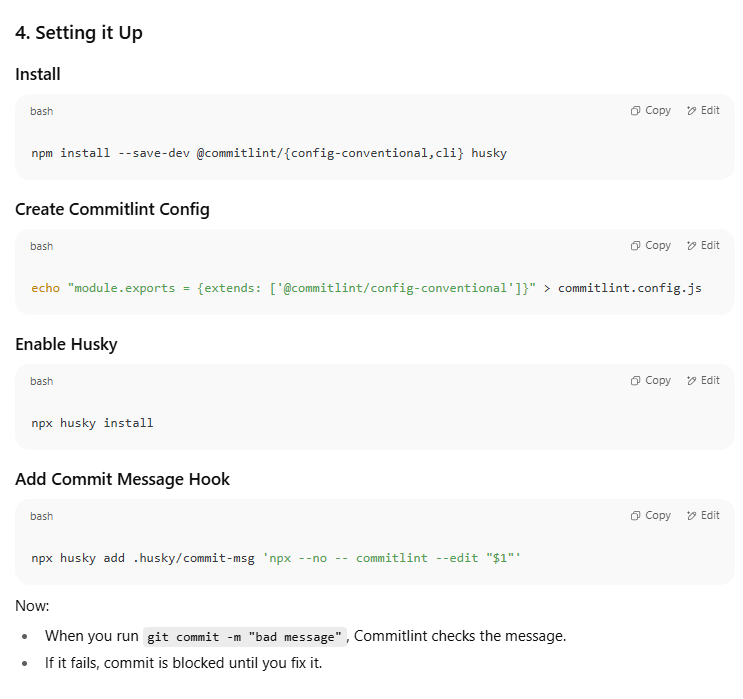 4. Setting it Up
Install
bash
Copy Edit
npm install --save-dev @commitlint/{config-conventional,cli} husky
Create Commitlint Config
bash
Copy Edit
echo "module.exports = {extends: ['@commitlint/config-conventional']}" > commitlint.config.js
Enable Husky
bash
Copy Edit
npx husky install
Add Commit Message Hook
bash
Copy Edit
npx husky add .husky/commit-msg 'npx --no -- commitlint --edit "$1"'
Now:
• When you run git commit -m "bad message", Commitlint checks the message.
• If it fails, commit is blocked until you fix it.